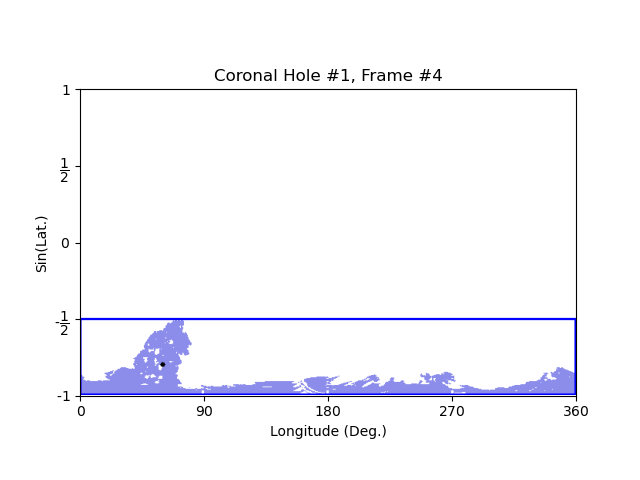 Coronal Hole #1, Frame #4
1
1/2
0
-1/2
-1
Sin(Lat.)
0 90 180 270 360
Longitude (Deg.)